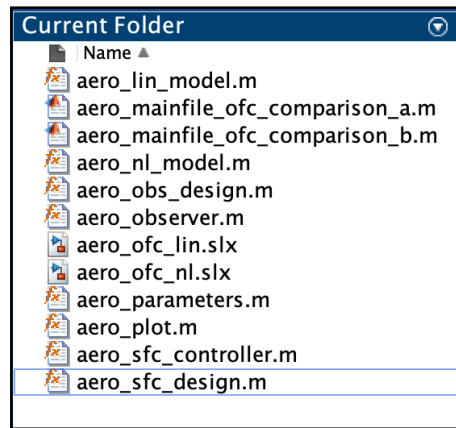 Current Folder
Name
aero_lin_model.m
aero_mainfile_ofc_comparison_a.m
aero_mainfile_ofc_comparison_b.m
aero_nl_model.m
aero_obs_design.m
aero_observer.m
aero_ofc_lin.slx
aero_ofc_nl.slx
aero_parameters.m
aero_plot.m
aero_sfc_controller.m
aero_sfc_design.m